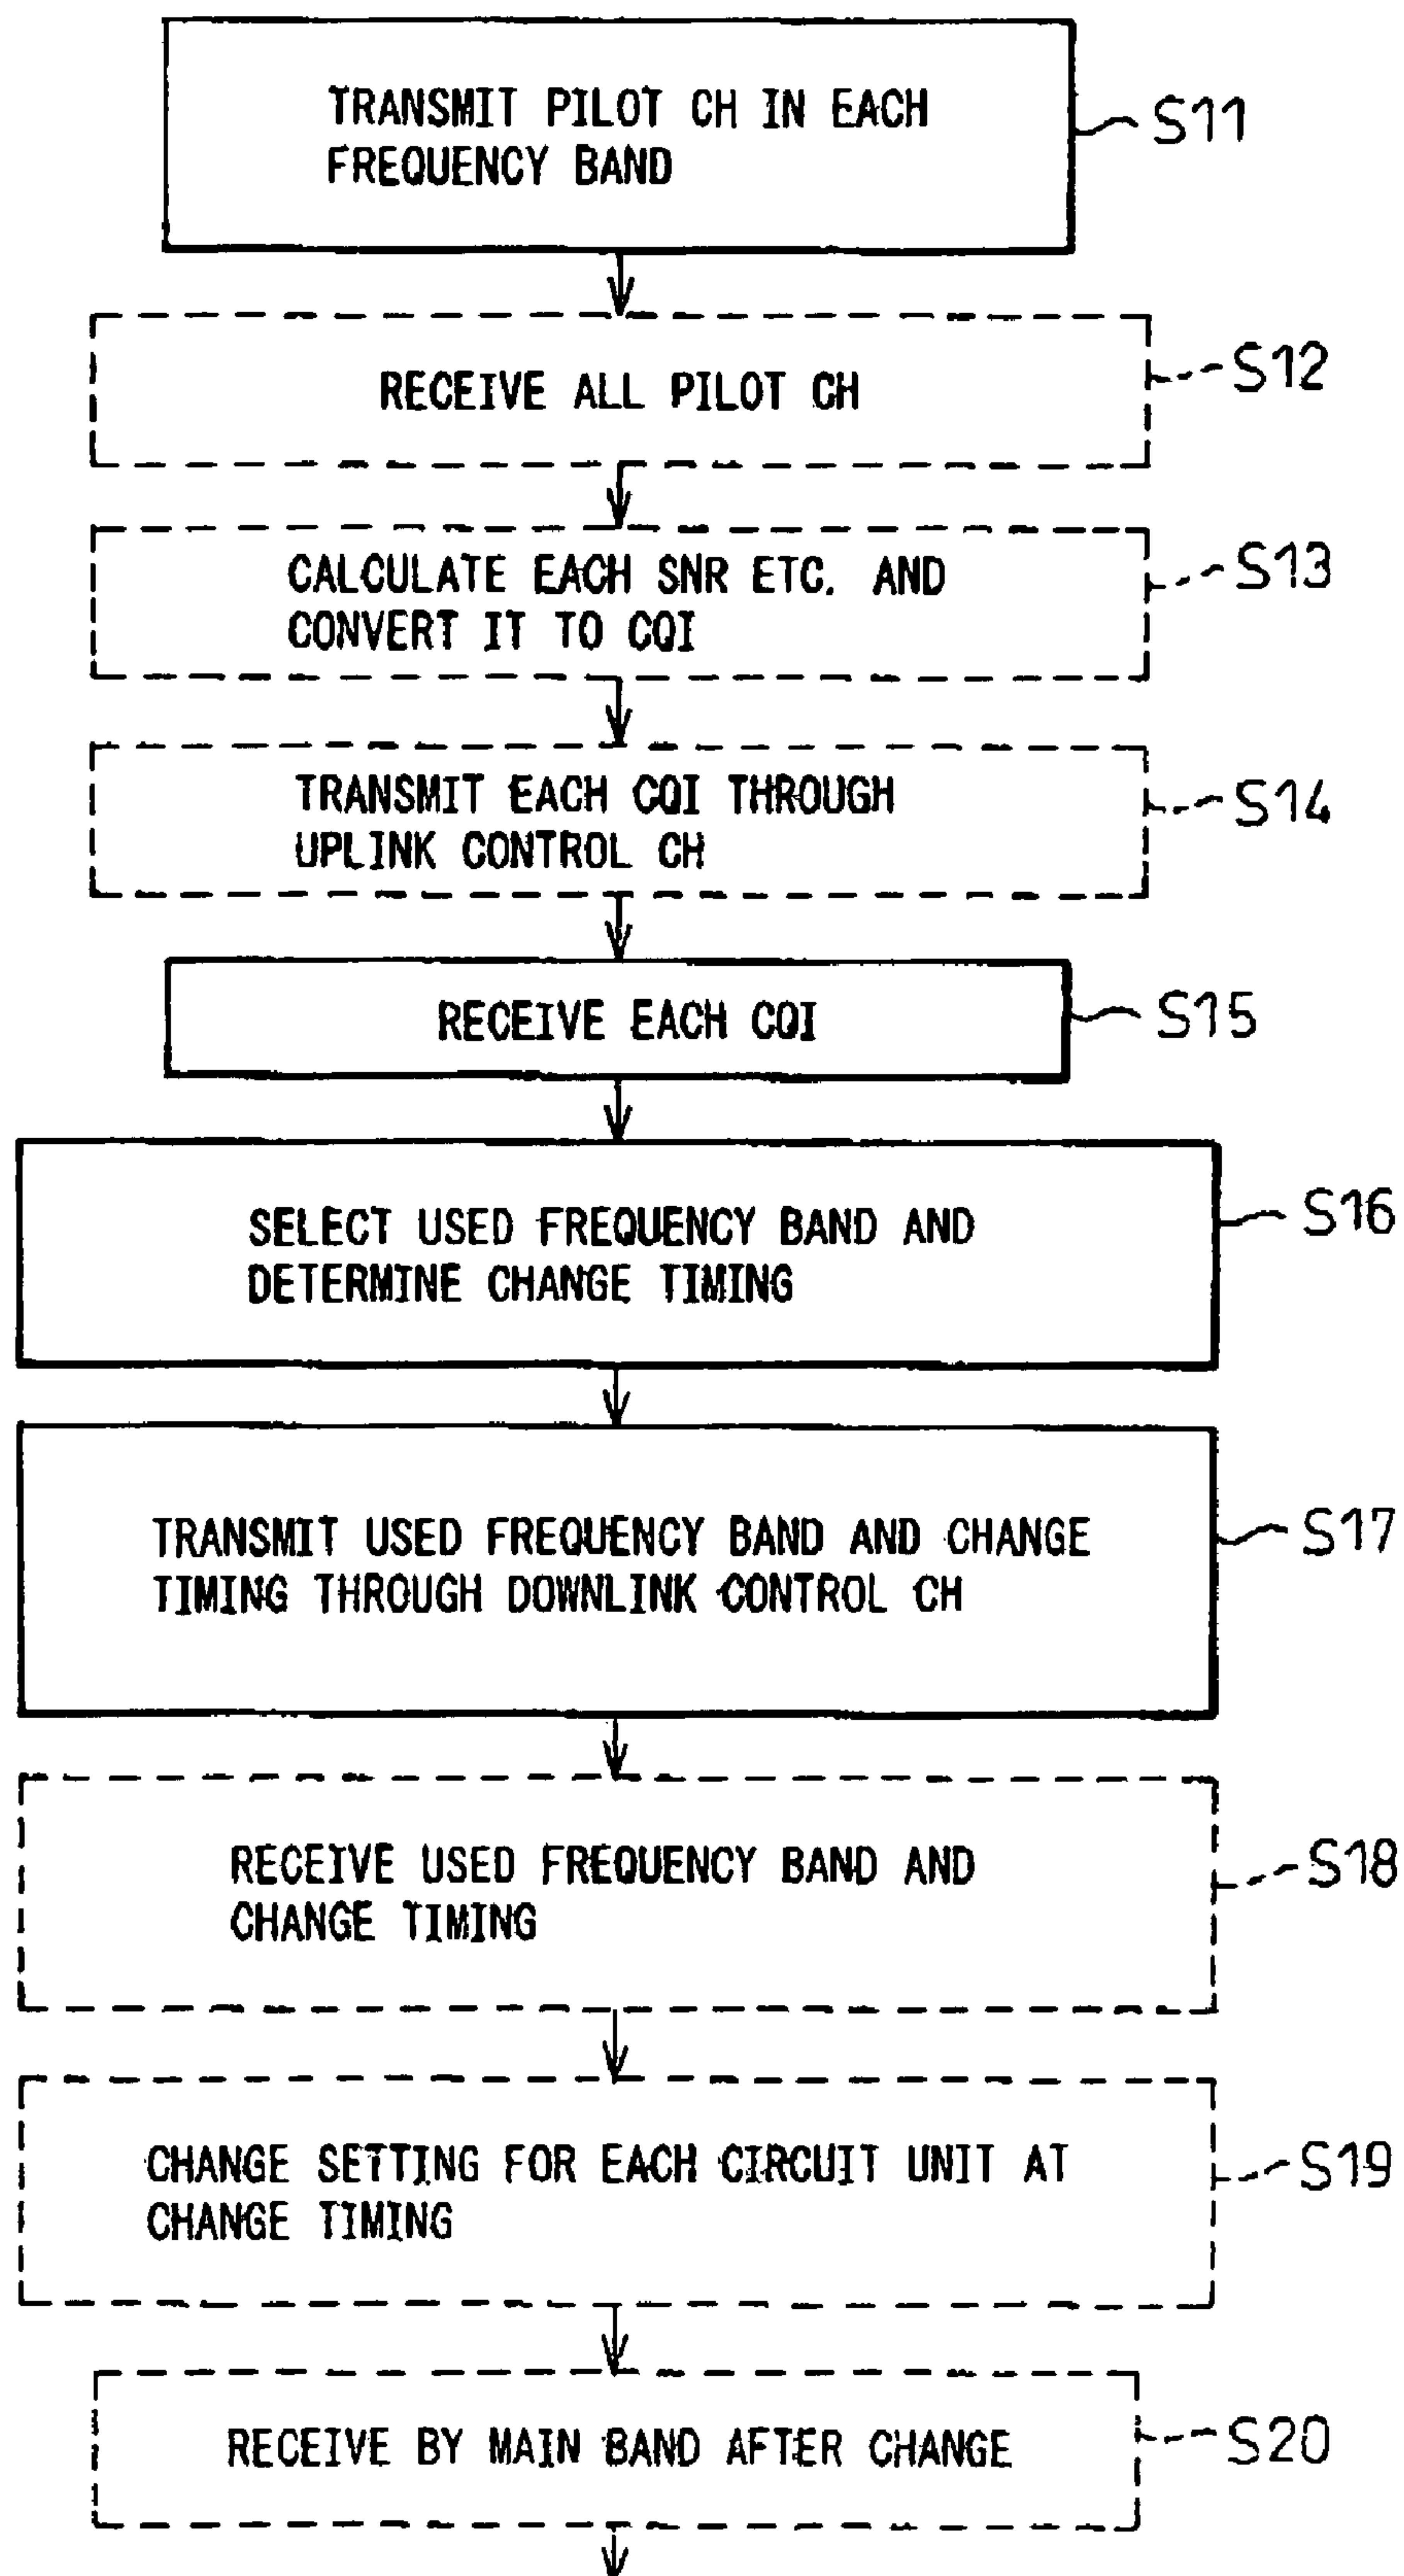 TRANSMIT PILOT CH IN EACH
FREQUENCY BAND
S11
RECEIVE ALL PILOT CH
S12
CALCULATE EACH SNR ETC. AND
CONVERT IT TO CQI
S13
TRANSMIT EACH CQI THROUGH
UPLINK CONTROL CH
S14
RECEIVE EACH CQI
S15
SELECT USED FREQUENCY BAND AND
DETERMINE CHANGE TIMING
S16
TRANSMIT USED FREQUENCY BAND AND CHANGE
TIMING THROUGH DOWNLINK CONTROL CH
S17
RECEIVE USED FREQUENCY BAND AND
CHANGE TIMING
S18
CHANGE SETTING FOR EACH CIRCUIT UNIT AT
CHANGE TIMING
S19
RECEIVE BY MAIN BAND AFTER CHANGE
S20